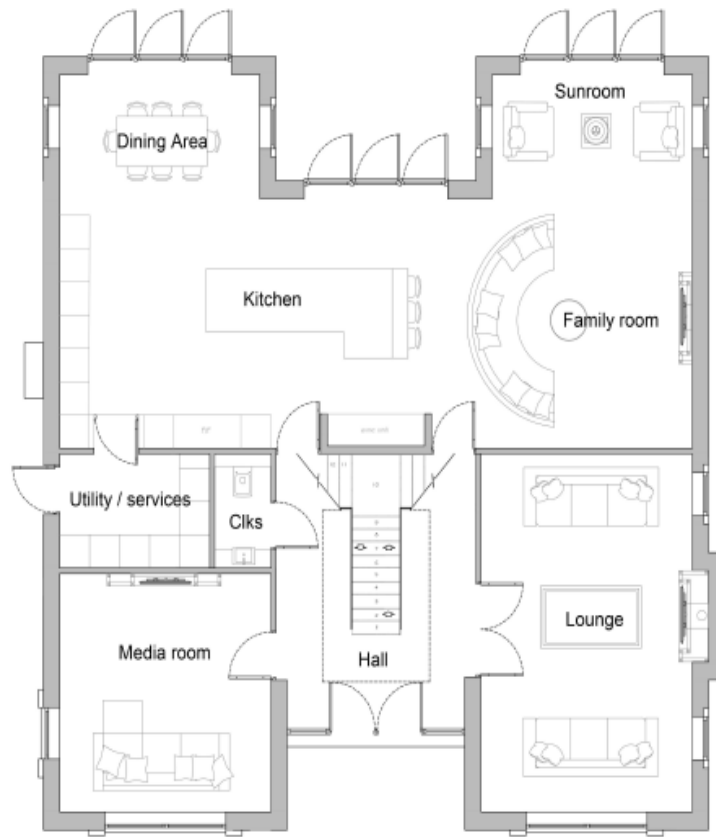 Sunroom
Dining Area
Kitchen
Family room
Utility / services
Clks
Lounge
Media room
Hall